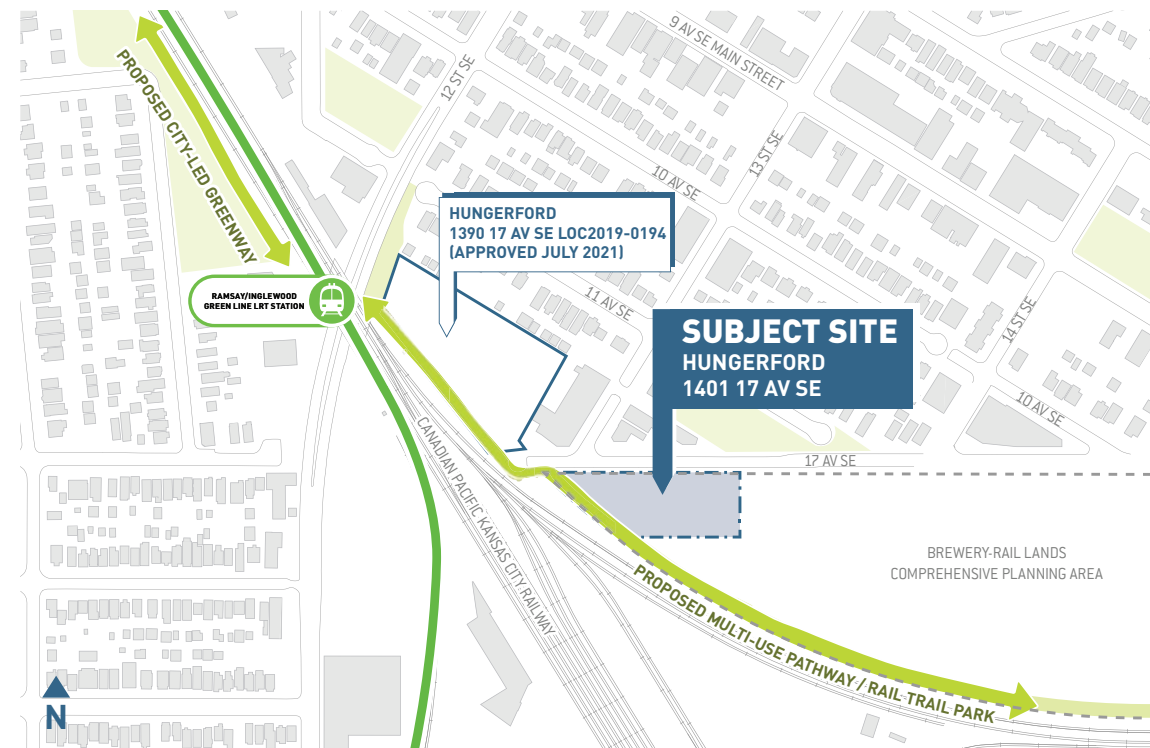 9 AV SE MAIN STREET
12 ST SE
PROPOSED CITY-LED GREENWAY
13 ST SE
10 AV SE
HUNGERFORD
1390 17 AV SE LOC2019-0194
(APPROVED JULY 2021)
RAMSAY/INGLEWOOD
GREEN LINE LRT STATION
11 AV SE
14 ST SE
SUBJECT SITE
HUNGERFORD
1401 17 AV SE
10 AV SE
17 AV SE
CANADIAN PACIFIC KANSAS CITY RAILWAY
BREWERY-RAIL LANDS
COMPREHENSIVE PLANNING AREA
PROPOSED MULTI-USE PATHWAY / RAIL TRAIL PARK
N